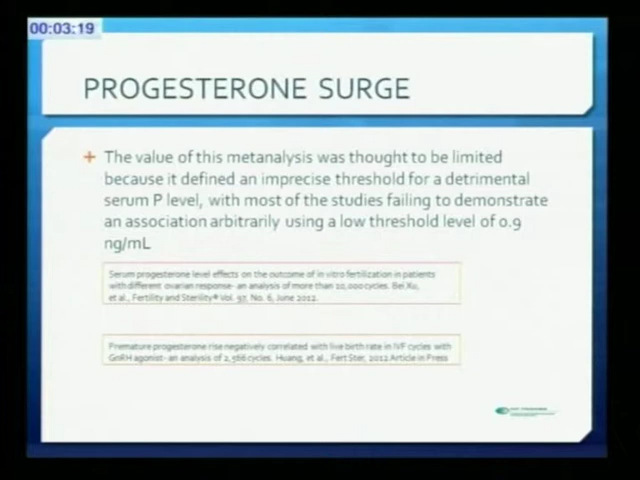 00:03:19
PROGESTERONE SURGE
+ The value of this metanalysis was thought to be limited
because it defined an imprecise threshold for a detrimental
serum P level, with most of the studies failing to demonstrate
an association arbitrarily using a low threshold level of 0.9
ng/mL
Serum progesterone level effects on the outcome of in vitro fertilization in patients
with different ovarian response- an analysis of more than 10,000 cycles. Bei Xu,
et al., Fertility and Sterility® Vol. 97, No. 6, June 2012.
Premature progesterone rise negatively correlated with live birth rate in IVF cycles with
GnRH agonist- an analysis of 2,566 cycles. Huang, et al., Fert Ster, 2012 Article in Press